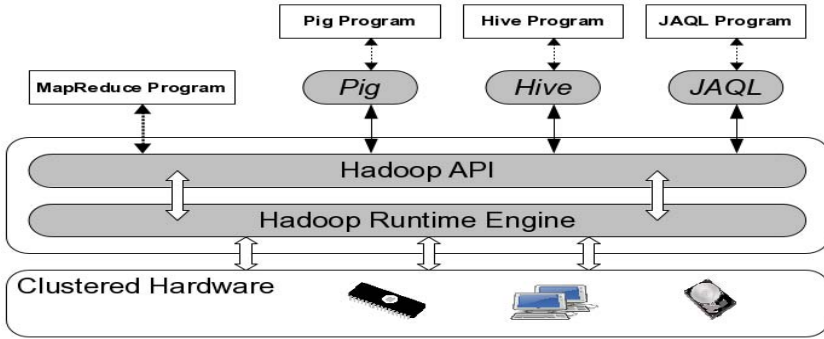 Pig Program
Hive Program
JAQL Program
MapReduce Program
Pig
Hive
JAQL
Hadoop API
Hadoop Runtime Engine
Clustered Hardware